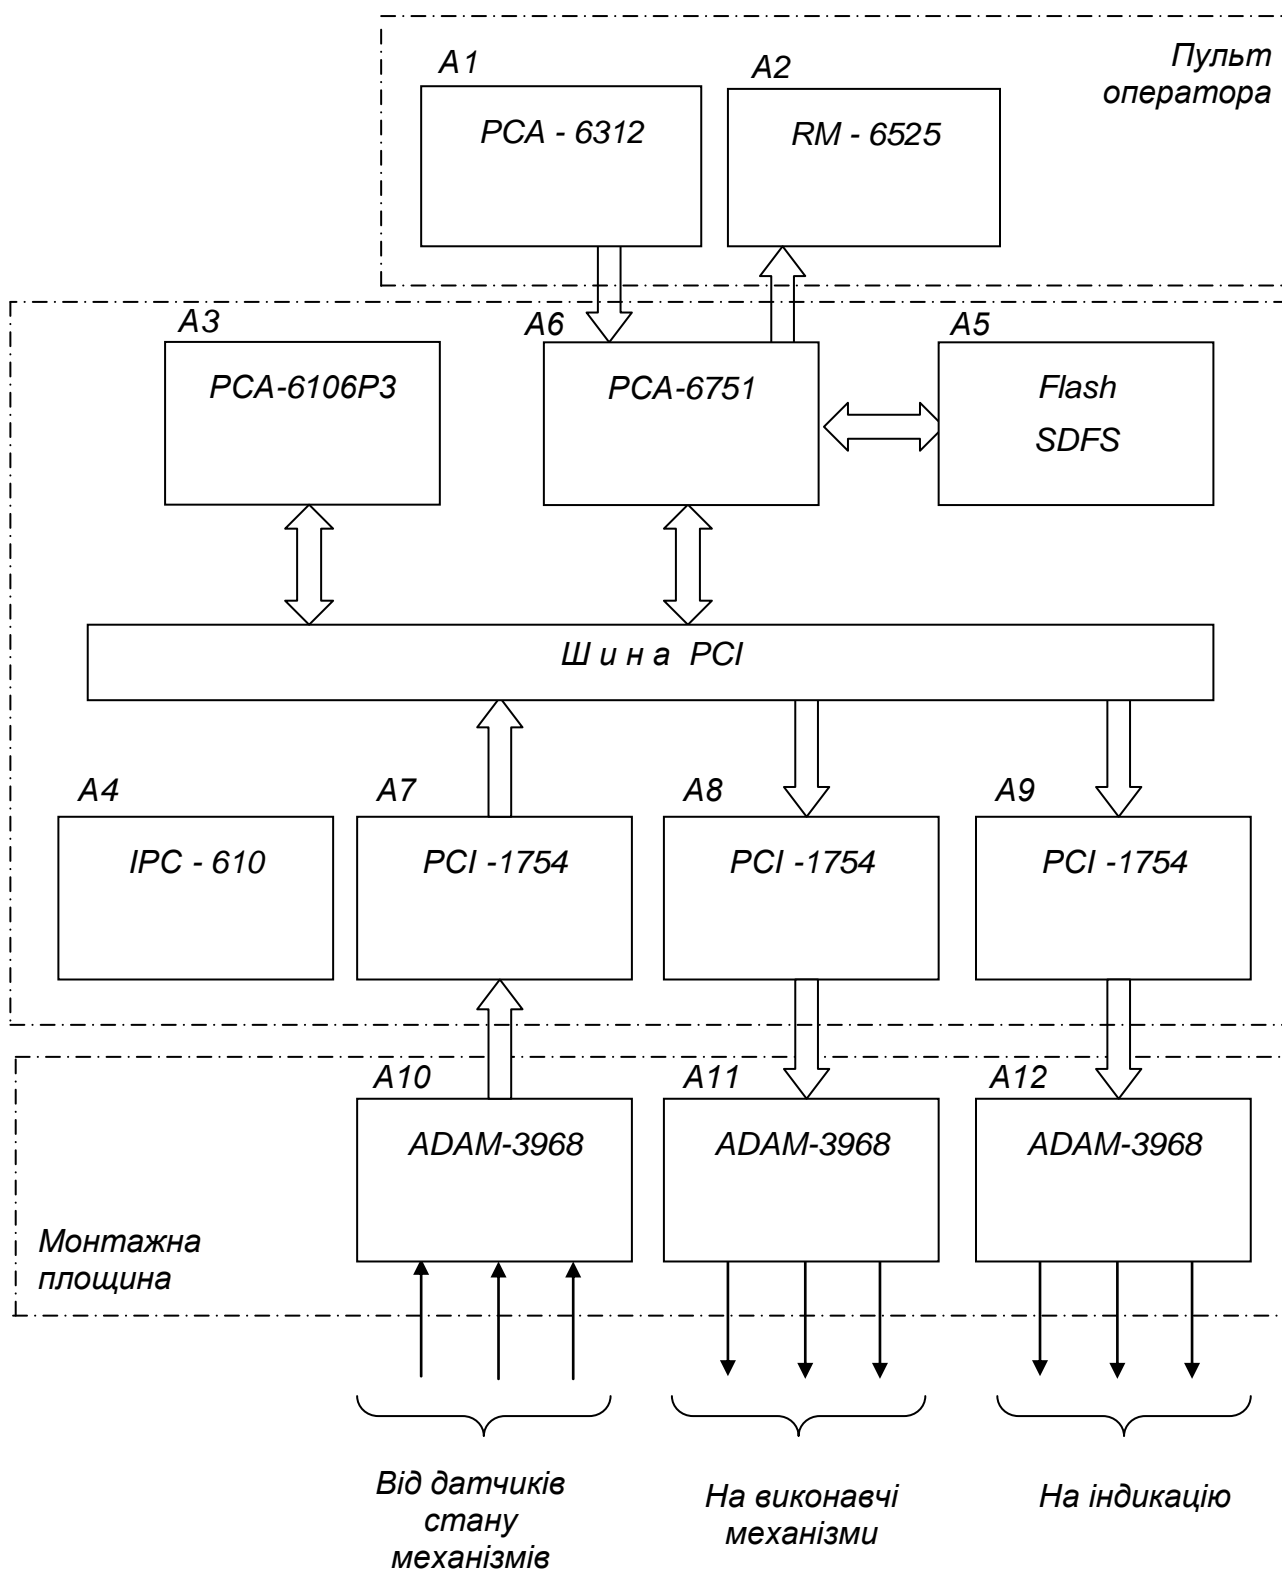 Пульт
оператора
A1
A2
PCA - 6312
RM - 6525
A3
A6
A5
PCA-6106P3
PCA-6751
Flash
SDFS
Ш и н а PCI
A4
A7
A8
A9
IPC - 610
PCI -1754
PCI -1754
PCI -1754
A10
A11
A12
ADAM-3968
ADAM-3968
ADAM-3968
Монтажна
площина
Від датчиків
стану
механізмів
На виконавчі
механізми
На індикацію